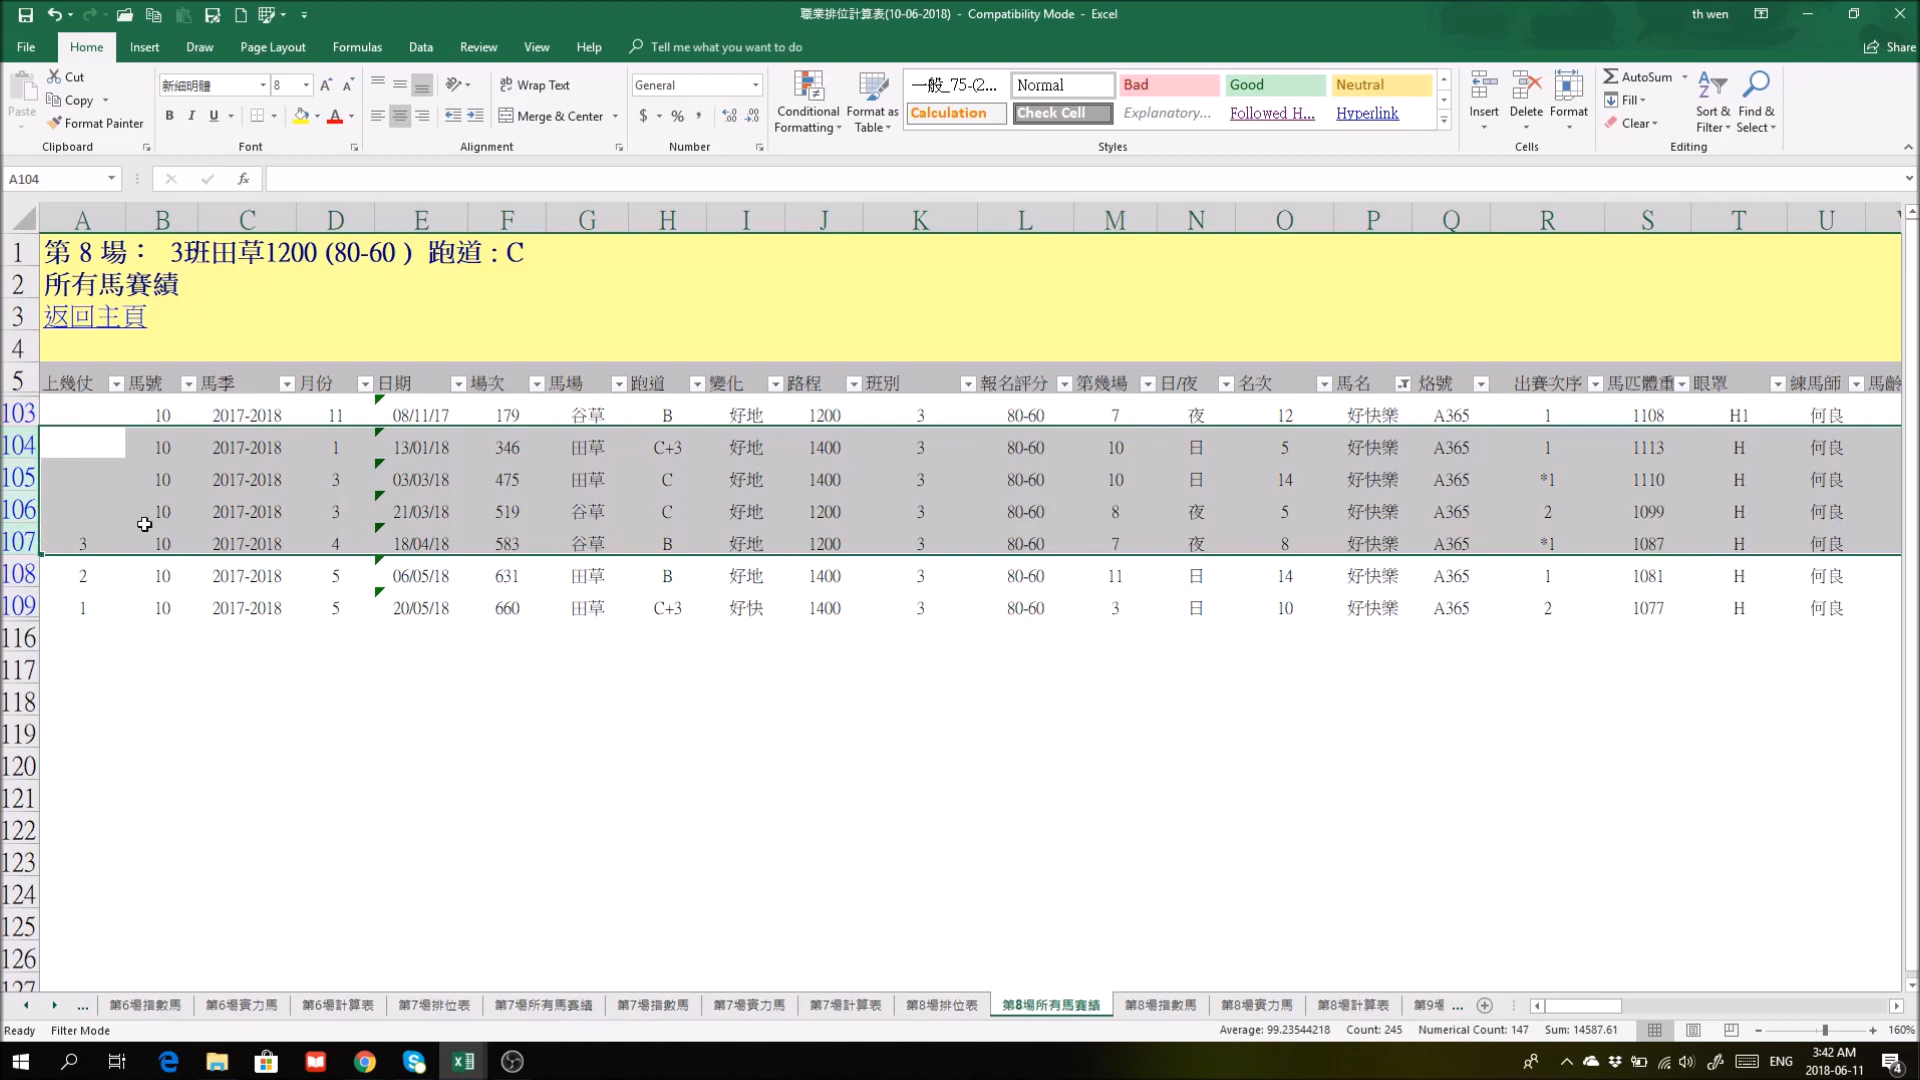 職業排位計算表(10-06-2018) - Compatibility Mode - Excel
th wen
File Home Insert Draw Page Layout Formulas Data Review View Help Tell me what you want to do
Share
Paste Cut Copy Format Painter
新細明體 8
Wrap Text Merge & Center
General
Conditional Formatting Format as Table
一般_75-(2... Normal Bad Good Neutral
Calculation Check Cell Explanatory... Followed H... Hyperlink
Insert Delete Format
AutoSum Fill Clear Sort & Filter Find & Select
Clipboard Font Alignment Number Styles Cells Editing
A104
A B C D E F G H I J K L M N O P Q R S T U
1 第 8 場： 3班田草1200 (80-60 ) 跑道 : C
2 所有馬賽績
3 返回主頁
4
5 上幾仗 馬號 馬季 月份 日期 場次 馬場 跑道 變化 路程 班別 報名評分 第幾場 日/夜 名次 馬名 烙號 出賽次序 馬匹體重 眼罩 練馬師 馬齡
103 10 2017-2018 11 08/11/17 179 谷草 B 好地 1200 3 80-60 7 夜 12 好快樂 A365 1 1108 H1 何良
104 10 2017-2018 1 13/01/18 346 田草 C+3 好地 1400 3 80-60 10 日 5 好快樂 A365 1 1113 H 何良
105 10 2017-2018 3 03/03/18 475 田草 C 好地 1400 3 80-60 10 日 14 好快樂 A365 *1 1110 H 何良
106 10 2017-2018 3 21/03/18 519 谷草 C 好地 1200 3 80-60 8 夜 5 好快樂 A365 2 1099 H 何良
107 3 10 2017-2018 4 18/04/18 583 谷草 B 好地 1200 3 80-60 7 夜 8 好快樂 A365 *1 1087 H 何良
108 2 10 2017-2018 5 06/05/18 631 田草 B 好地 1400 3 80-60 11 日 14 好快樂 A365 1 1081 H 何良
109 1 10 2017-2018 5 20/05/18 660 田草 C+3 好快 1400 3 80-60 3 日 10 好快樂 A365 2 1077 H 何良
116
117
118
119
120
121
122
123
124
125
126
127
... 第6場指數馬 第6場實力馬 第6場計算表 第7場排位表 第7場所有馬賽績 第7場指數馬 第7場實力馬 第7場計算表 第8場排位表 第8場所有馬賽績 第8場指數馬 第8場實力馬 第8場計算表 第9場 ...
Ready Filter Mode Average: 99.23544218 Count: 245 Numerical Count: 147 Sum: 14587.61 160%
ENG 3:42 AM
2018-06-11 4